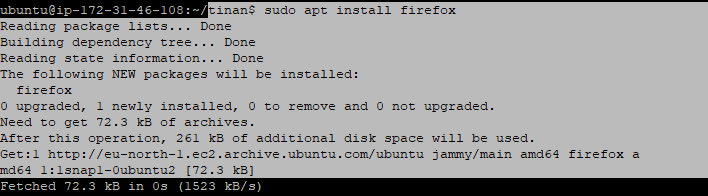 ubuntu@ip-172-31-46-108:~/tinan$ sudo apt install firefox
Reading package lists... Done
Building dependency tree... Done
Reading state information... Done
The following NEW packages will be installed:
  firefox
0 upgraded, 1 newly installed, 0 to remove and 0 not upgraded.
Need to get 72.3 kB of archives.
After this operation, 261 kB of additional disk space will be used.
Get:1 http://eu-north-1.ec2.archive.ubuntu.com/ubuntu jammy/main amd64 firefox a
md64 1:1snap1-0ubuntu2 [72.3 kB]
Fetched 72.3 kB in 0s (1523 kB/s)